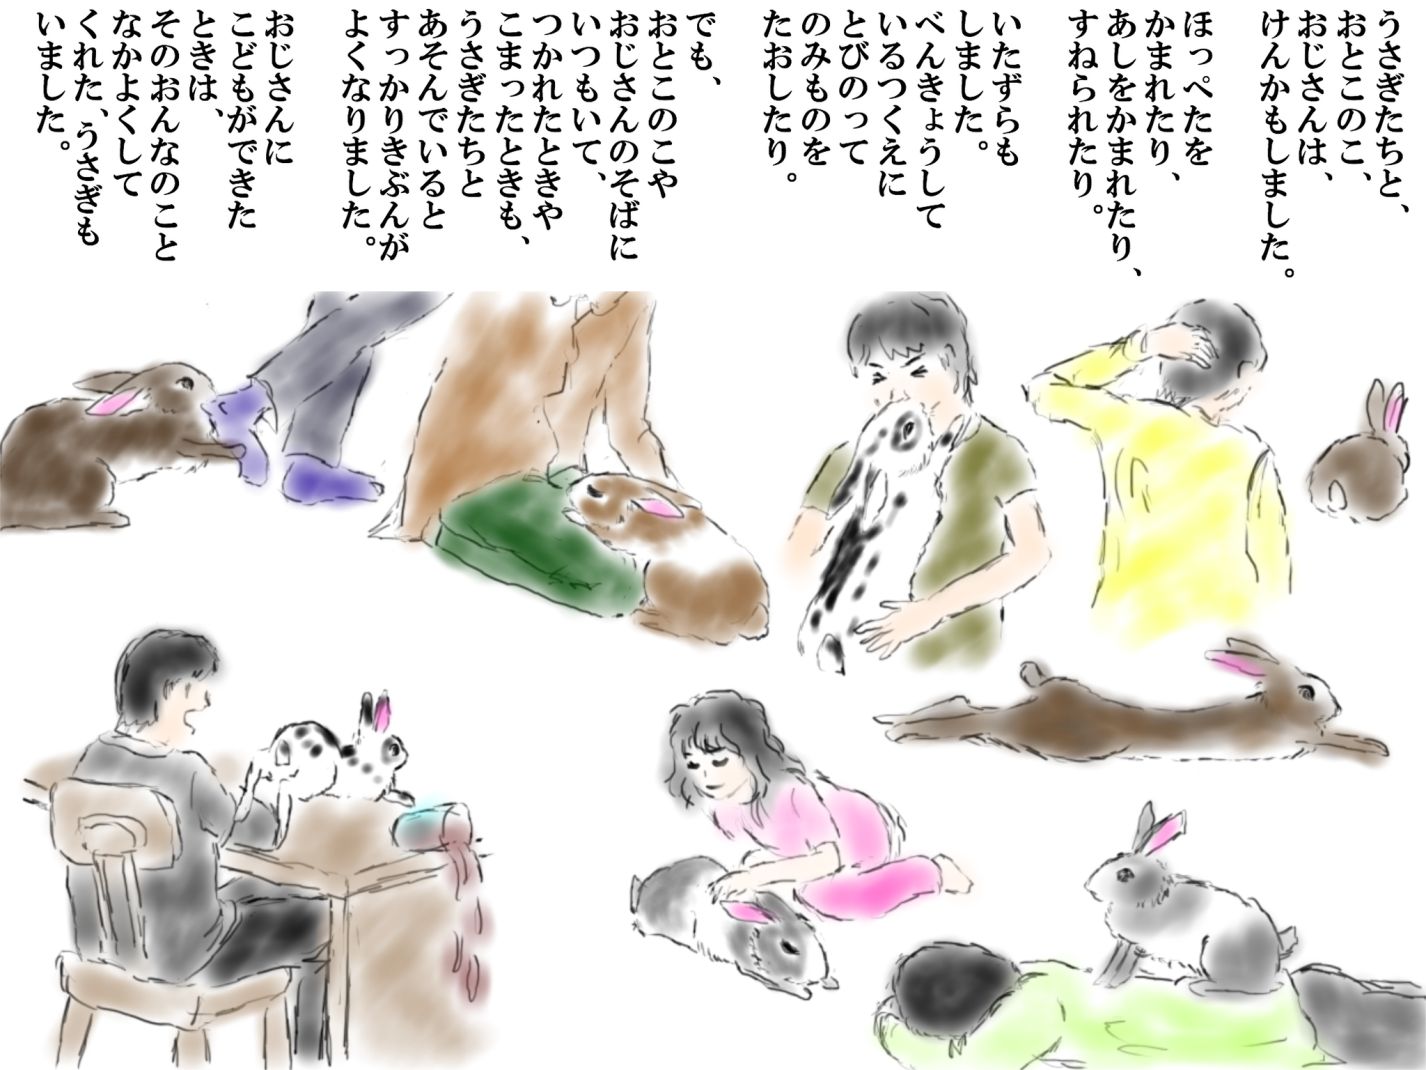 うさぎたちと、
おとこのこ、
おじさんは、
けんかもしました。
ほっぺたを
かまれたり、
あしをかまれたり、
すねられたり。
いたずらも
しました。
べんきょうして
いるつくえに
とびのって
のみものを
たおしたり。
でも、
おとこのこや
おじさんのそばに
いつもいて、
つかれたときや
こまったときも、
うさぎたちと
あそんでいると
すっかりきぶんが
よくなりました。
おじさんに
こどもができた
ときは、
そのおんなのこと
なかよくして
くれた、うさぎも
いました。